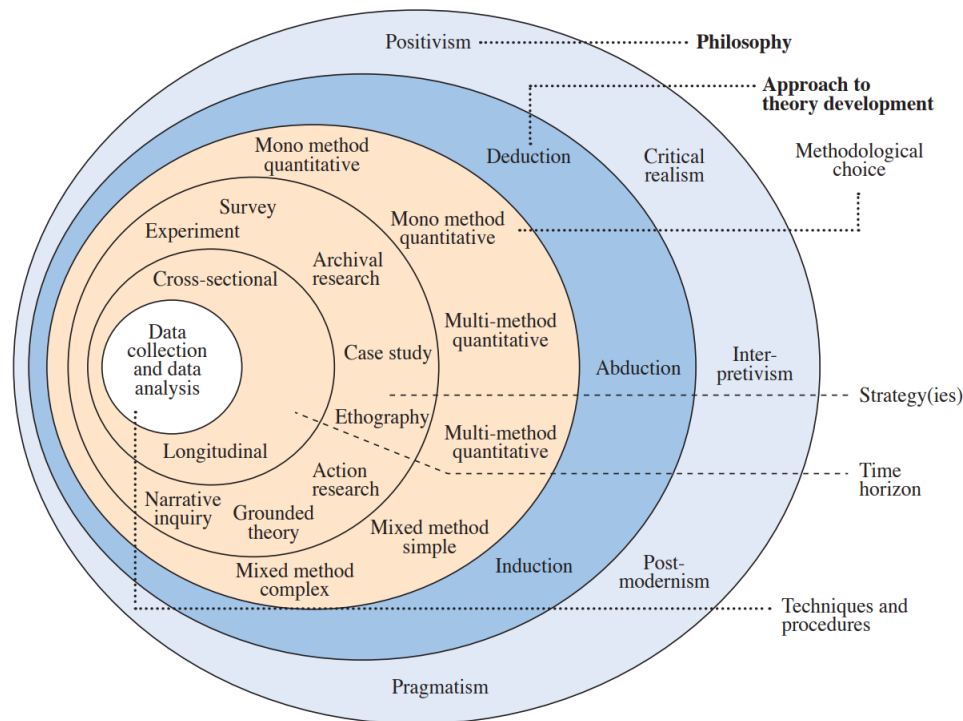 Positivism
Philosophy
Approach to
theory development
Mono method
quantitative
Deduction
Critical
realism
Methodological
choice
Survey
Experiment
Mono method
quantitative
Archival
research
Cross-sectional
Data
collection
and data
analysis
Multi-method
quantitative
Case study
Abduction
Inter-
pretivism
Strategy(ies)
Ethography
Multi-method
quantitative
Longitudinal
Action
research
Time
horizon
Narrative
inquiry
Grounded
theory
Mixed method
simple
Mixed method
complex
Induction
Post-
modernism
Techniques and
procedures
Pragmatism